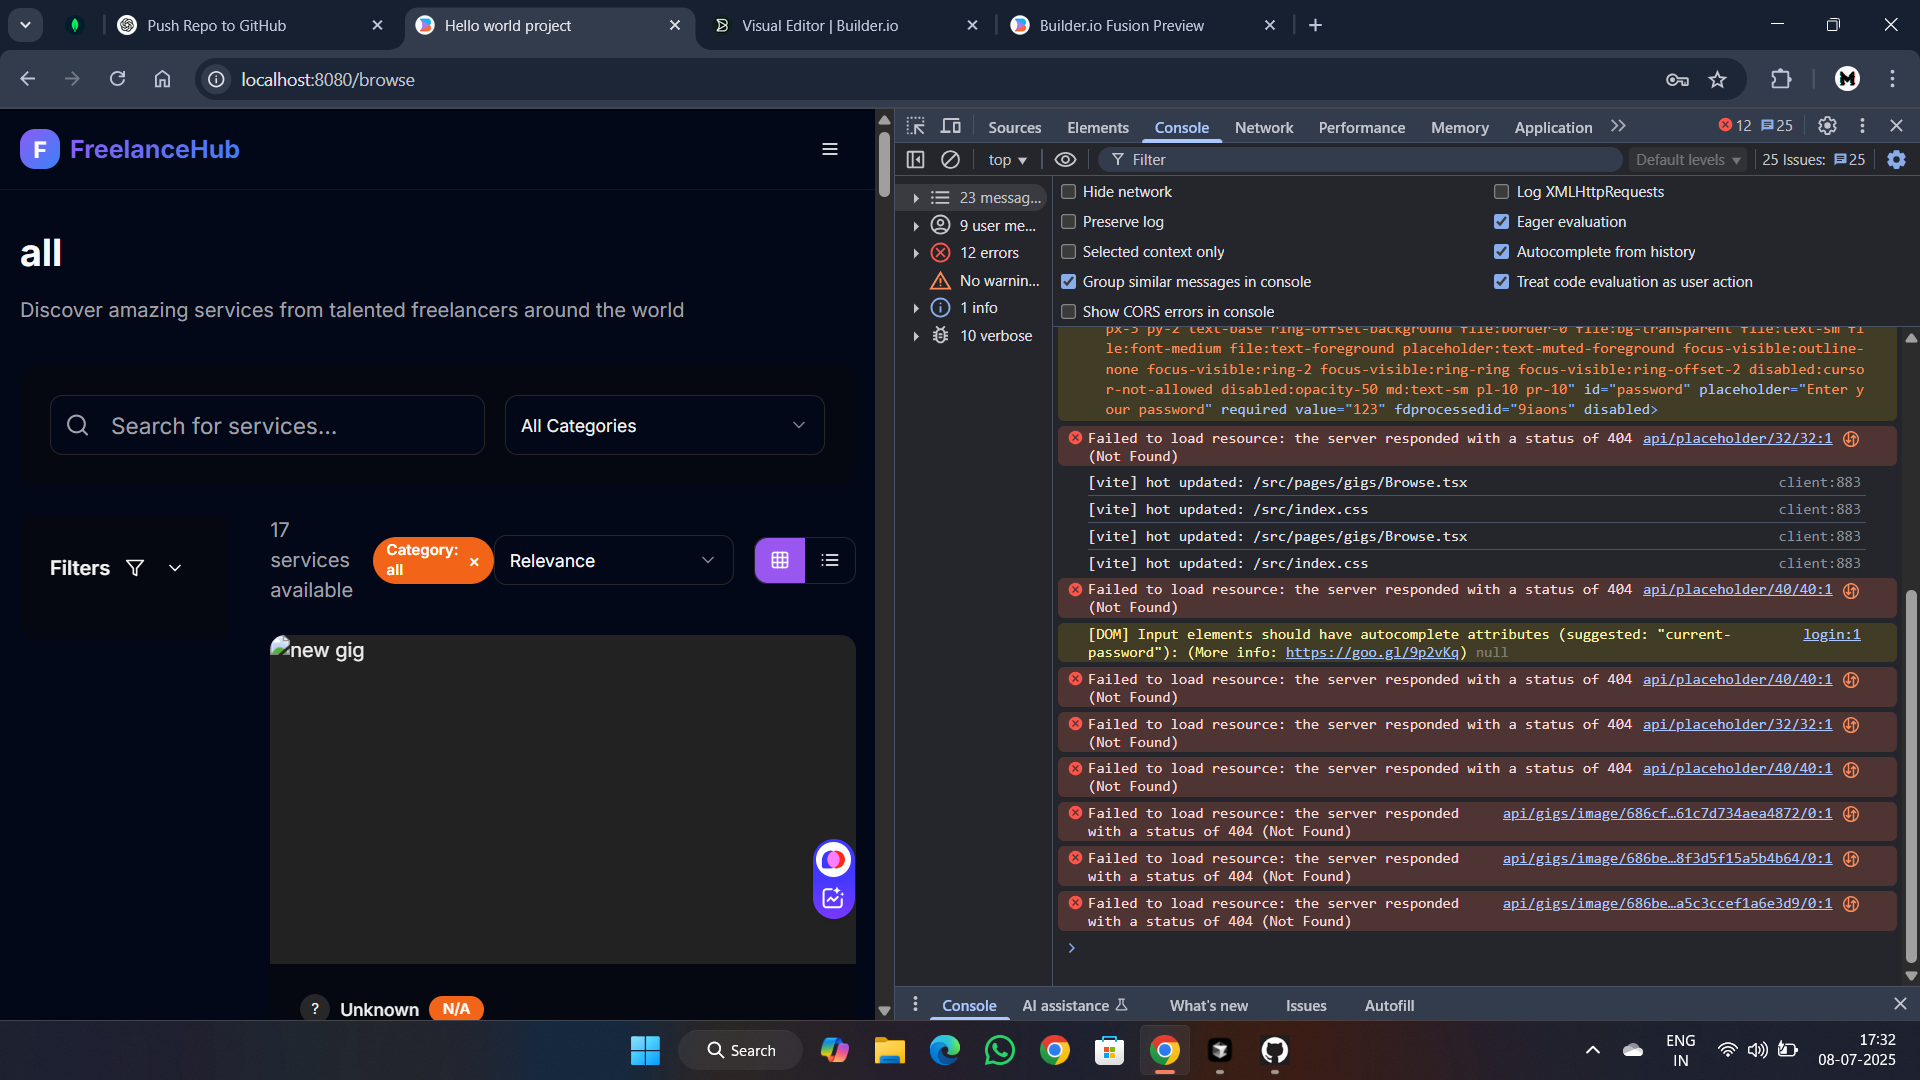 Push Repo to GitHub
Hello world project
Visual Editor | Builder.io
Builder.io Fusion Preview
localhost:8080/browse
F FreelanceHub
all
Discover amazing services from talented freelancers around the world
Search for services...
All Categories
Filters
17
services
available
Category:
all ×
Relevance
new gig
? Unknown N/A
Sources Elements Console Network Performance Memory Application 12 25
top Filter Default levels 25 Issues: 25
23 messag...
9 user me...
12 errors
No warnin...
1 info
10 verbose
Hide network
Preserve log
Selected context only
Group similar messages in console
Show CORS errors in console
Log XMLHttpRequests
Eager evaluation
Autocomplete from history
Treat code evaluation as user action
px-3 py-2 text-base ring-offset-background file:border-0 file:bg-transparent file:text-sm fi
le:font-medium file:text-foreground placeholder:text-muted-foreground focus-visible:outline-
none focus-visible:ring-2 focus-visible:ring-ring focus-visible:ring-offset-2 disabled:curso
r-not-allowed disabled:opacity-50 md:text-sm pl-10 pr-10" id="password" placeholder="Enter y
our password" required value="123" fdprocessedid="9iaons" disabled>
Failed to load resource: the server responded with a status of 404 api/placeholder/32/32:1
(Not Found)
[vite] hot updated: /src/pages/gigs/Browse.tsx client:883
[vite] hot updated: /src/index.css client:883
[vite] hot updated: /src/pages/gigs/Browse.tsx client:883
[vite] hot updated: /src/index.css client:883
Failed to load resource: the server responded with a status of 404 api/placeholder/40/40:1
(Not Found)
[DOM] Input elements should have autocomplete attributes (suggested: "current- login:1
password"): (More info: https://goo.gl/9p2vKq) null
Failed to load resource: the server responded with a status of 404 api/placeholder/40/40:1
(Not Found)
Failed to load resource: the server responded with a status of 404 api/placeholder/32/32:1
(Not Found)
Failed to load resource: the server responded with a status of 404 api/placeholder/40/40:1
(Not Found)
Failed to load resource: the server responded api/gigs/image/686cf…61c7d734aea4872/0:1
with a status of 404 (Not Found)
Failed to load resource: the server responded api/gigs/image/686be…8f3d5f15a5b4b64/0:1
with a status of 404 (Not Found)
Failed to load resource: the server responded api/gigs/image/686be…a5c3ccef1a6e3d9/0:1
with a status of 404 (Not Found)
Console AI assistance What's new Issues Autofill
Search
ENG
IN
17:32
08-07-2025